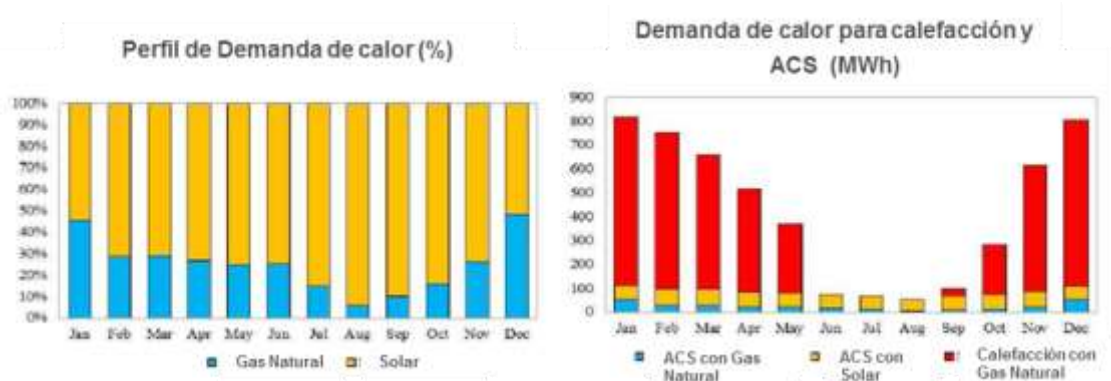 Perfil de Demanda de calor (%)
100%
90%
80%
70%
60%
50%
40%
30%
20%
10%
0%
Jan Feb Mar Apr May Jun Jul Aug Sep Oct Nov Dec
Gas Natural Solar
Demanda de calor para calefacción y
ACS (MWh)
900
800
700
600
500
400
300
200
100
0
Jan Feb Mar Apr May Jun Jul Aug Sep Oct Nov Dec
ACS con Gas
Natural
ACS con
Solar
Calefacción con
Gas Natural